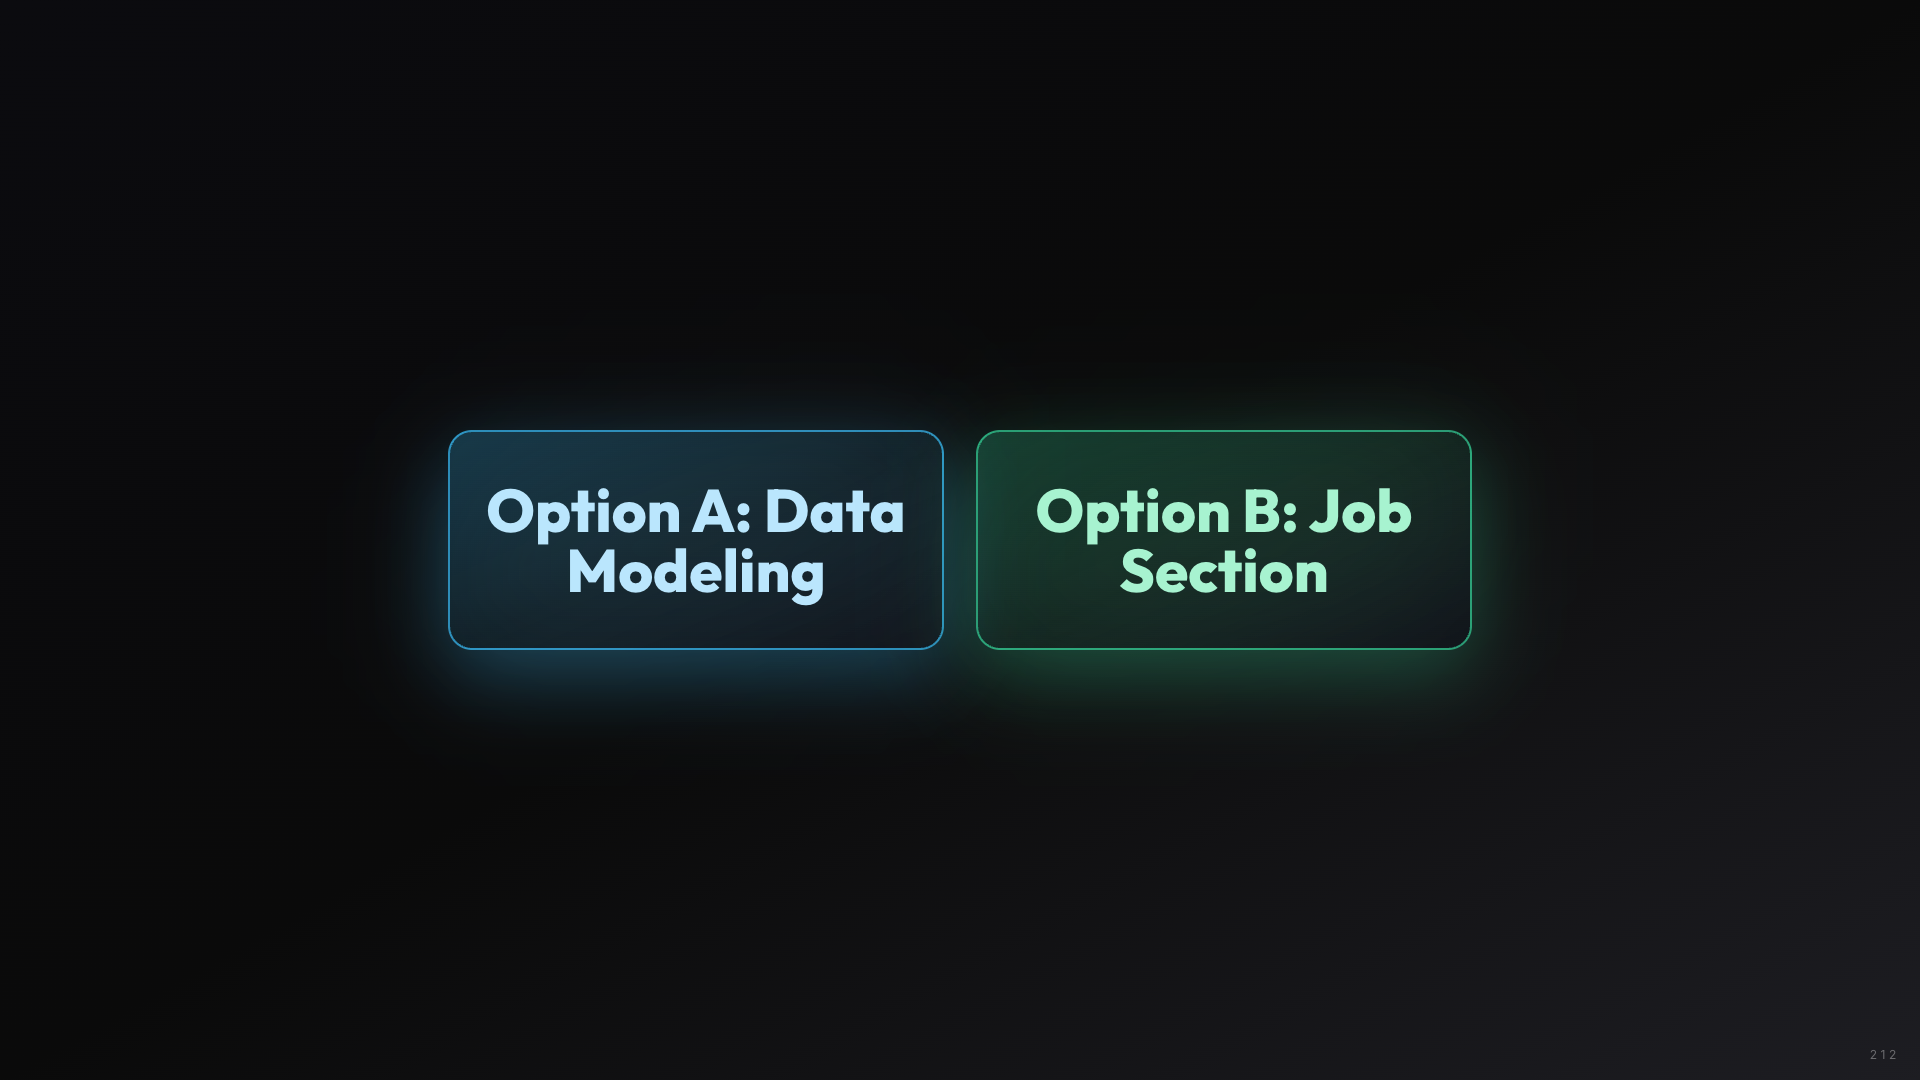 Option A: Data
Modeling
Option B: Job
Section
212